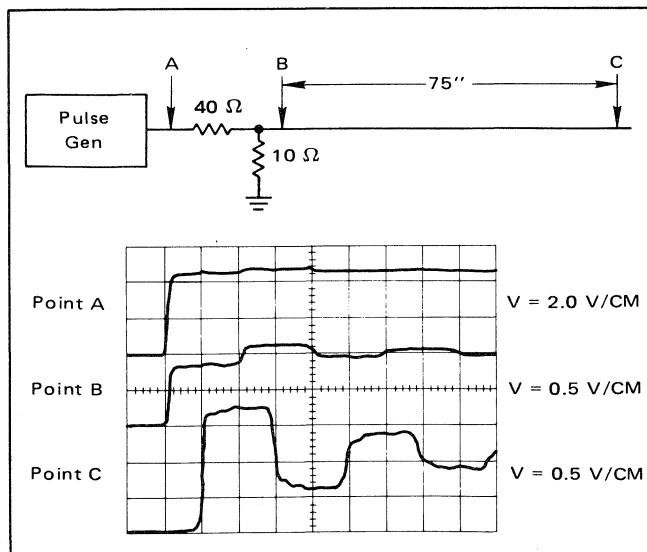 A
B
C
75''
40 Ω
Pulse
Gen
10 Ω
Point A
V = 2.0 V/CM
Point B
V = 0.5 V/CM
Point C
V = 0.5 V/CM